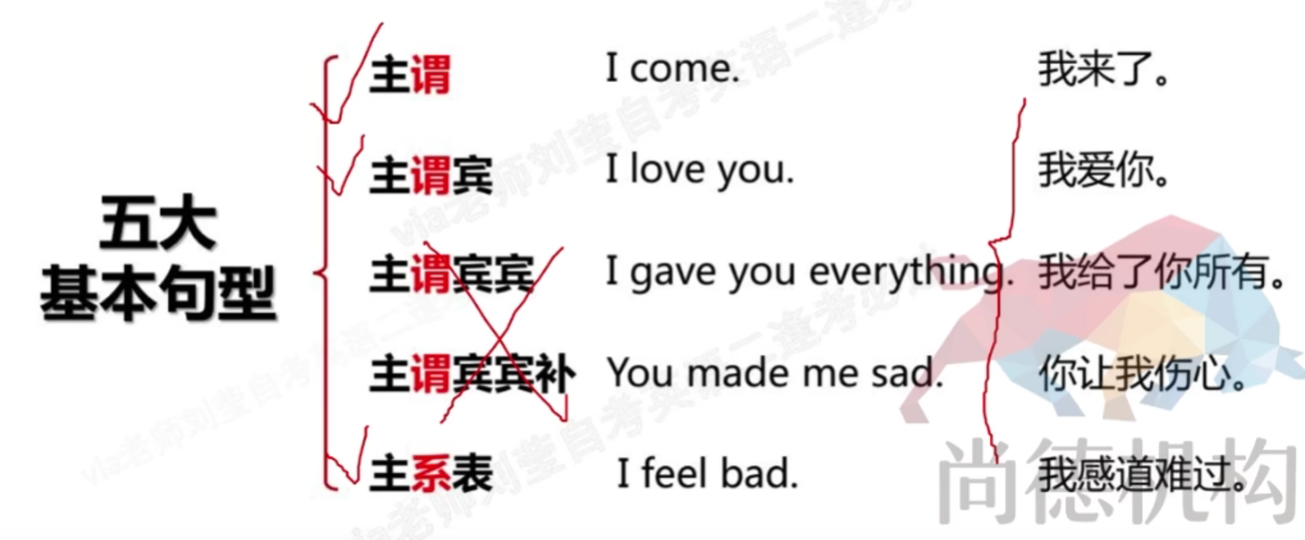 五大
基本句型
主谓 I come. 我来了。
主谓宾 I love you. 我爱你。
主谓宾宾 I gave you everything. 我给了你所有。
主谓宾宾补 You made me sad. 你让我伤心。
主系表 I feel bad. 我感道难过。
尚德机构
via老师刘莹自考英语二逢考必